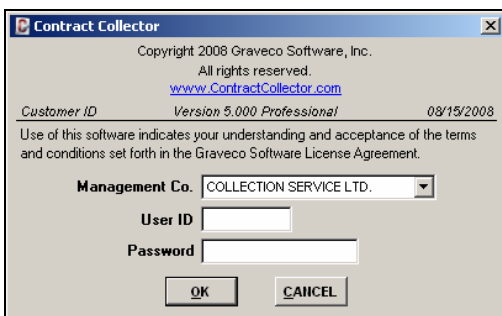 Contract Collector
Copyright 2008 Graveco Software, Inc.
All rights reserved.
www.ContractCollector.com
Customer ID Version 5.000 Professional 08/15/2008
Use of this software indicates your understanding and acceptance of the terms
and conditions set forth in the Graveco Software License Agreement.
Management Co. COLLECTION SERVICE LTD.
User ID
Password
OK CANCEL